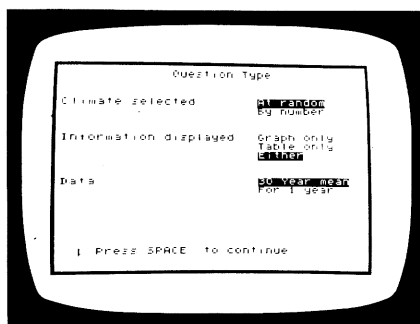 Question Type
Climate selected At random
By number
Information displayed Graph only
Table only
Either
Data 30 Year mean
For 1 year
Press SPACE to continue